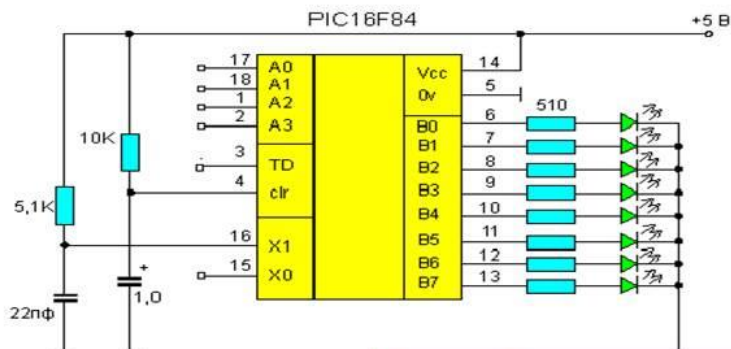 PIC16F84
+5 В
17 A0
18 A1
1 A2
2 A3
3 TD
4 clr
16 X1
15 X0
Vcc 14
0v 5
B0 6
B1 7
B2 8
B3 9
B4 10
B5 11
B6 12
B7 13
510
10K
5,1K
22пф
+
1,0